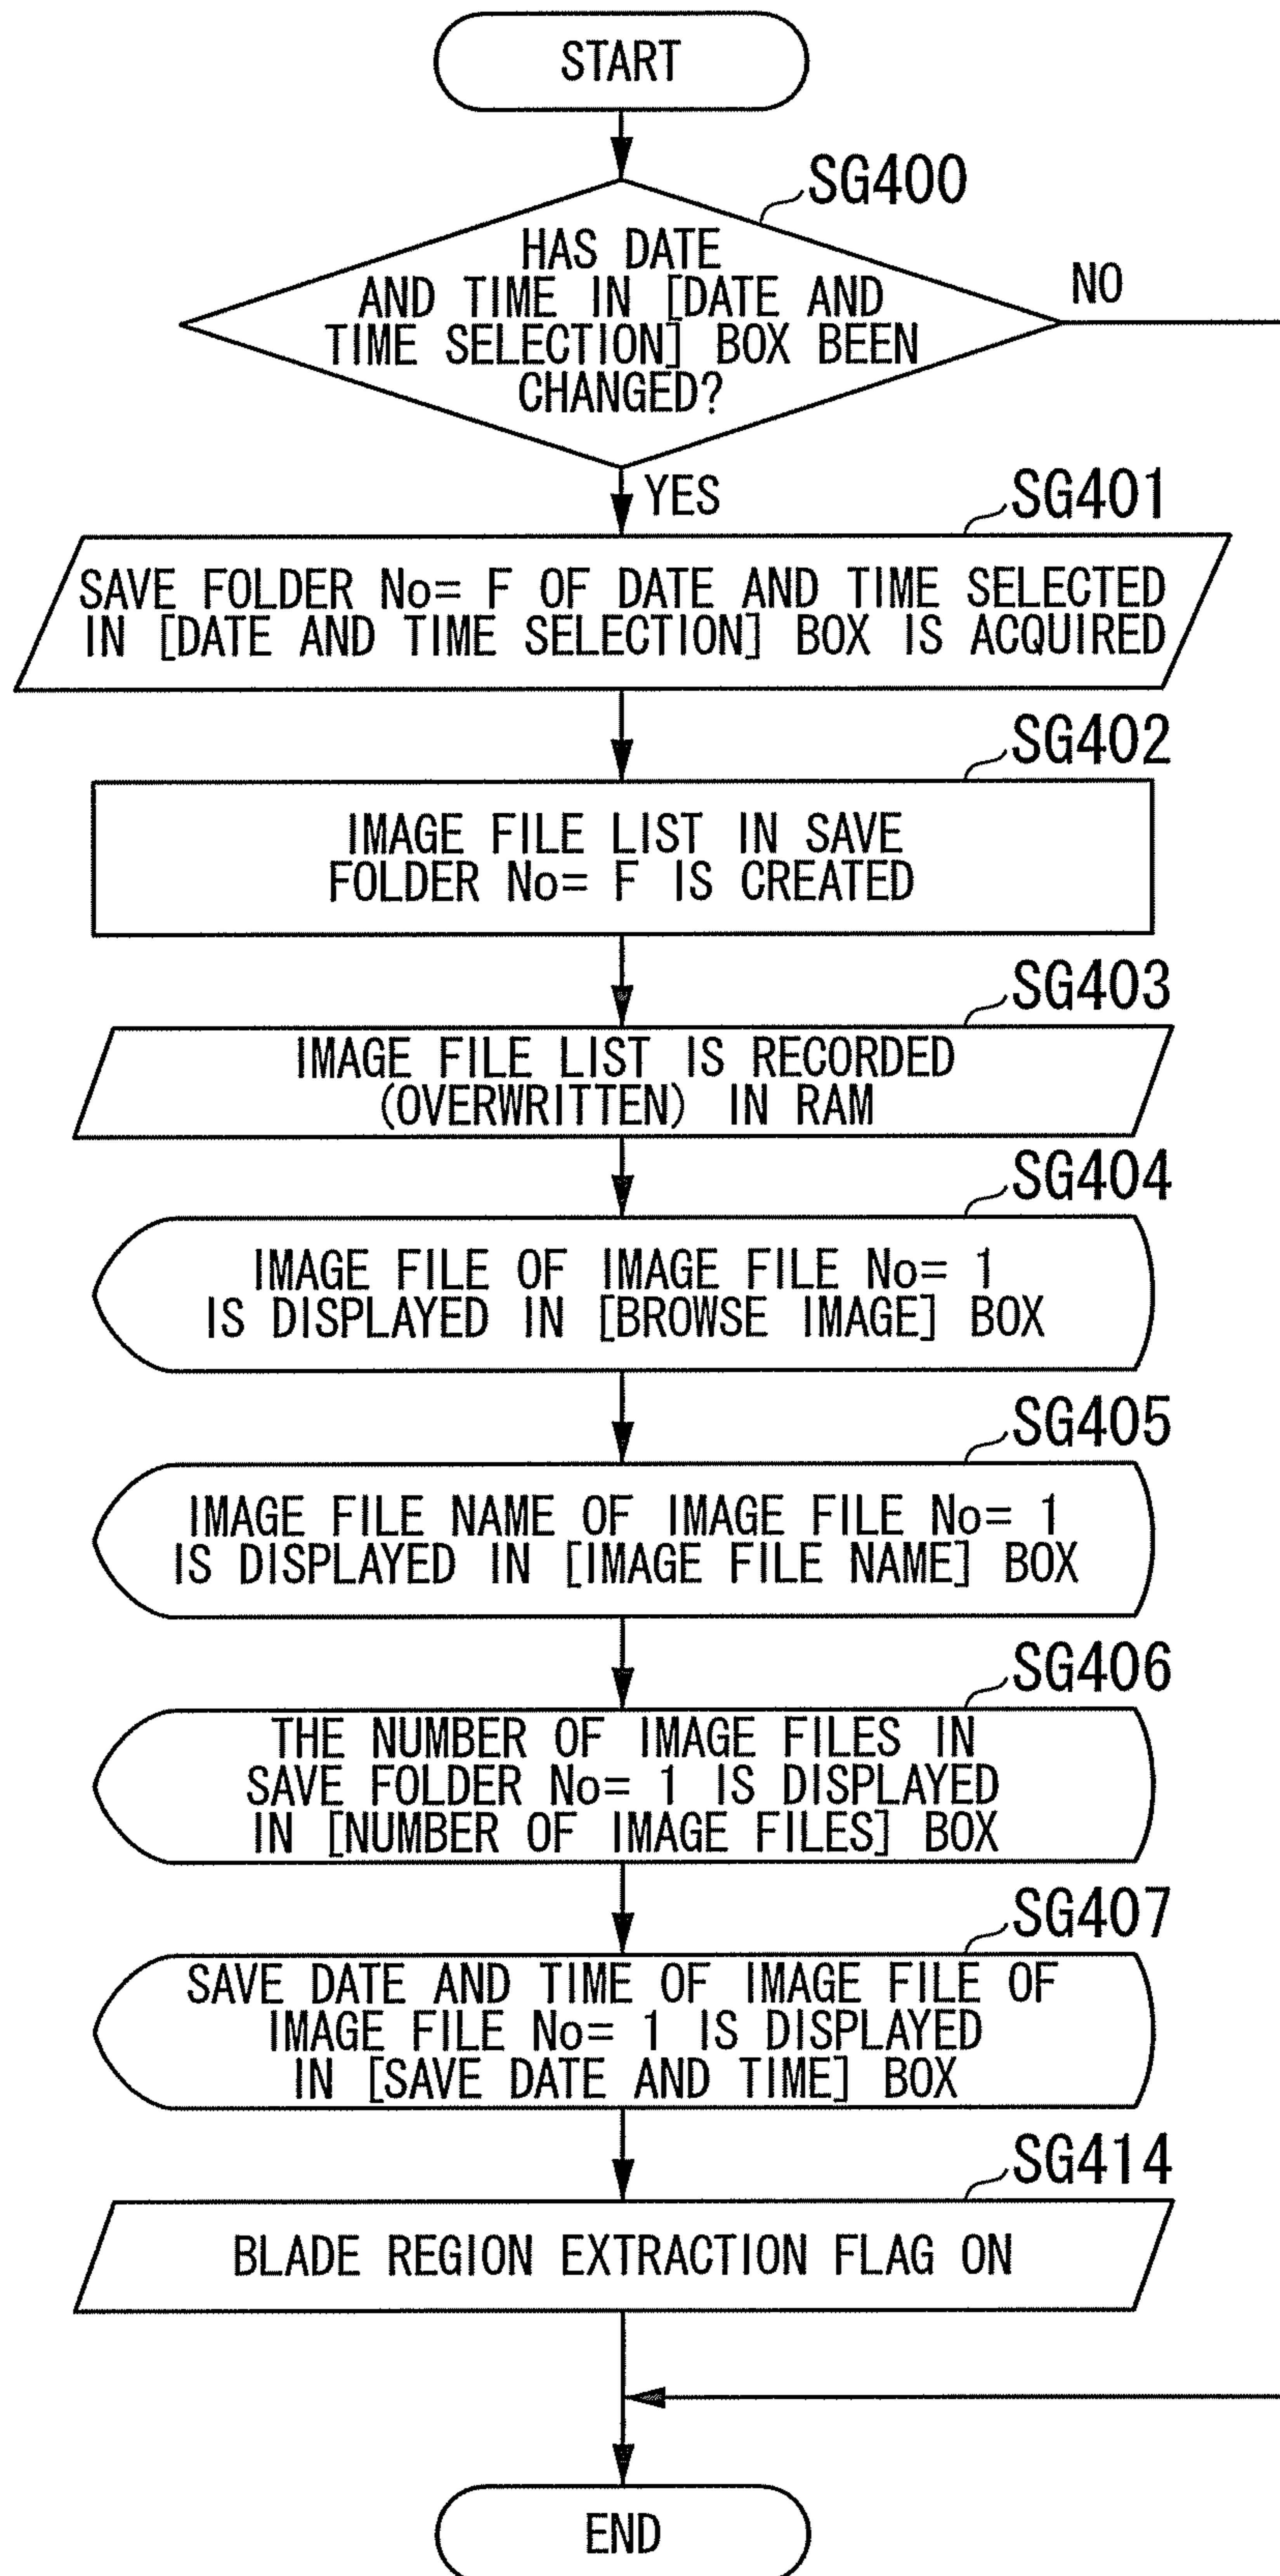 START
SG400
HAS DATE
AND TIME IN [DATE AND
TIME SELECTION] BOX BEEN
CHANGED?
NO
YES
SG401
SAVE FOLDER No= F OF DATE AND TIME SELECTED
IN [DATE AND TIME SELECTION] BOX IS ACQUIRED
SG402
IMAGE FILE LIST IN SAVE
FOLDER No= F IS CREATED
SG403
IMAGE FILE LIST IS RECORDED
(OVERWRITTEN) IN RAM
SG404
IMAGE FILE OF IMAGE FILE No= 1
IS DISPLAYED IN [BROWSE IMAGE] BOX
SG405
IMAGE FILE NAME OF IMAGE FILE No= 1
IS DISPLAYED IN [IMAGE FILE NAME] BOX
SG406
THE NUMBER OF IMAGE FILES IN
SAVE FOLDER No= 1 IS DISPLAYED
IN [NUMBER OF IMAGE FILES] BOX
SG407
SAVE DATE AND TIME OF IMAGE FILE OF
IMAGE FILE No= 1 IS DISPLAYED
IN [SAVE DATE AND TIME] BOX
SG414
BLADE REGION EXTRACTION FLAG ON
END